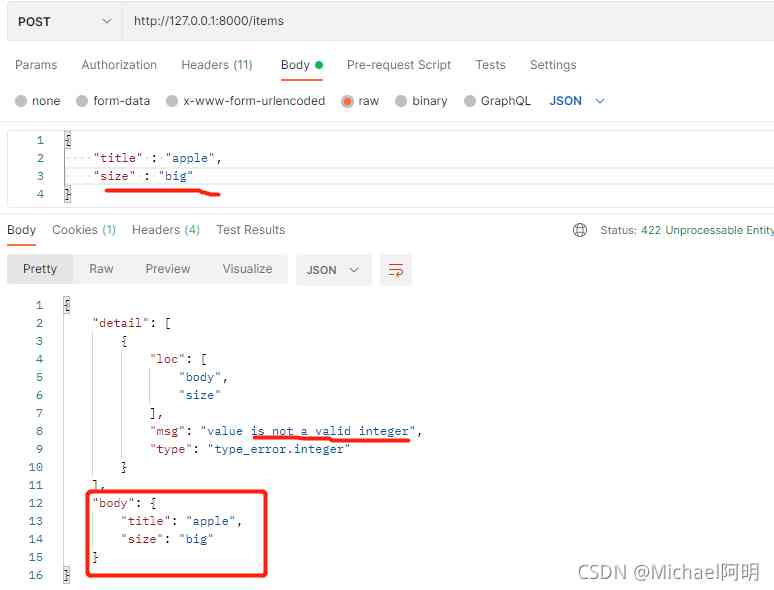 POST http://127.0.0.1:8000/items
Params Authorization Headers (11) Body Pre-request Script Tests Settings
none form-data x-www-form-urlencoded raw binary GraphQL JSON
1 {
2 "title" : "apple",
3 "size" : "big"
4 }
Body Cookies (1) Headers (4) Test Results Status: 422 Unprocessable Entity
Pretty Raw Preview Visualize JSON
1 {
2 "detail": [
3 {
4 "loc": [
5 "body",
6 "size"
7 ],
8 "msg": "value is not a valid integer",
9 "type": "type_error.integer"
10 }
11 ],
12 "body": {
13 "title": "apple",
14 "size": "big"
15 }
16 }
CSDN @Michael阿明